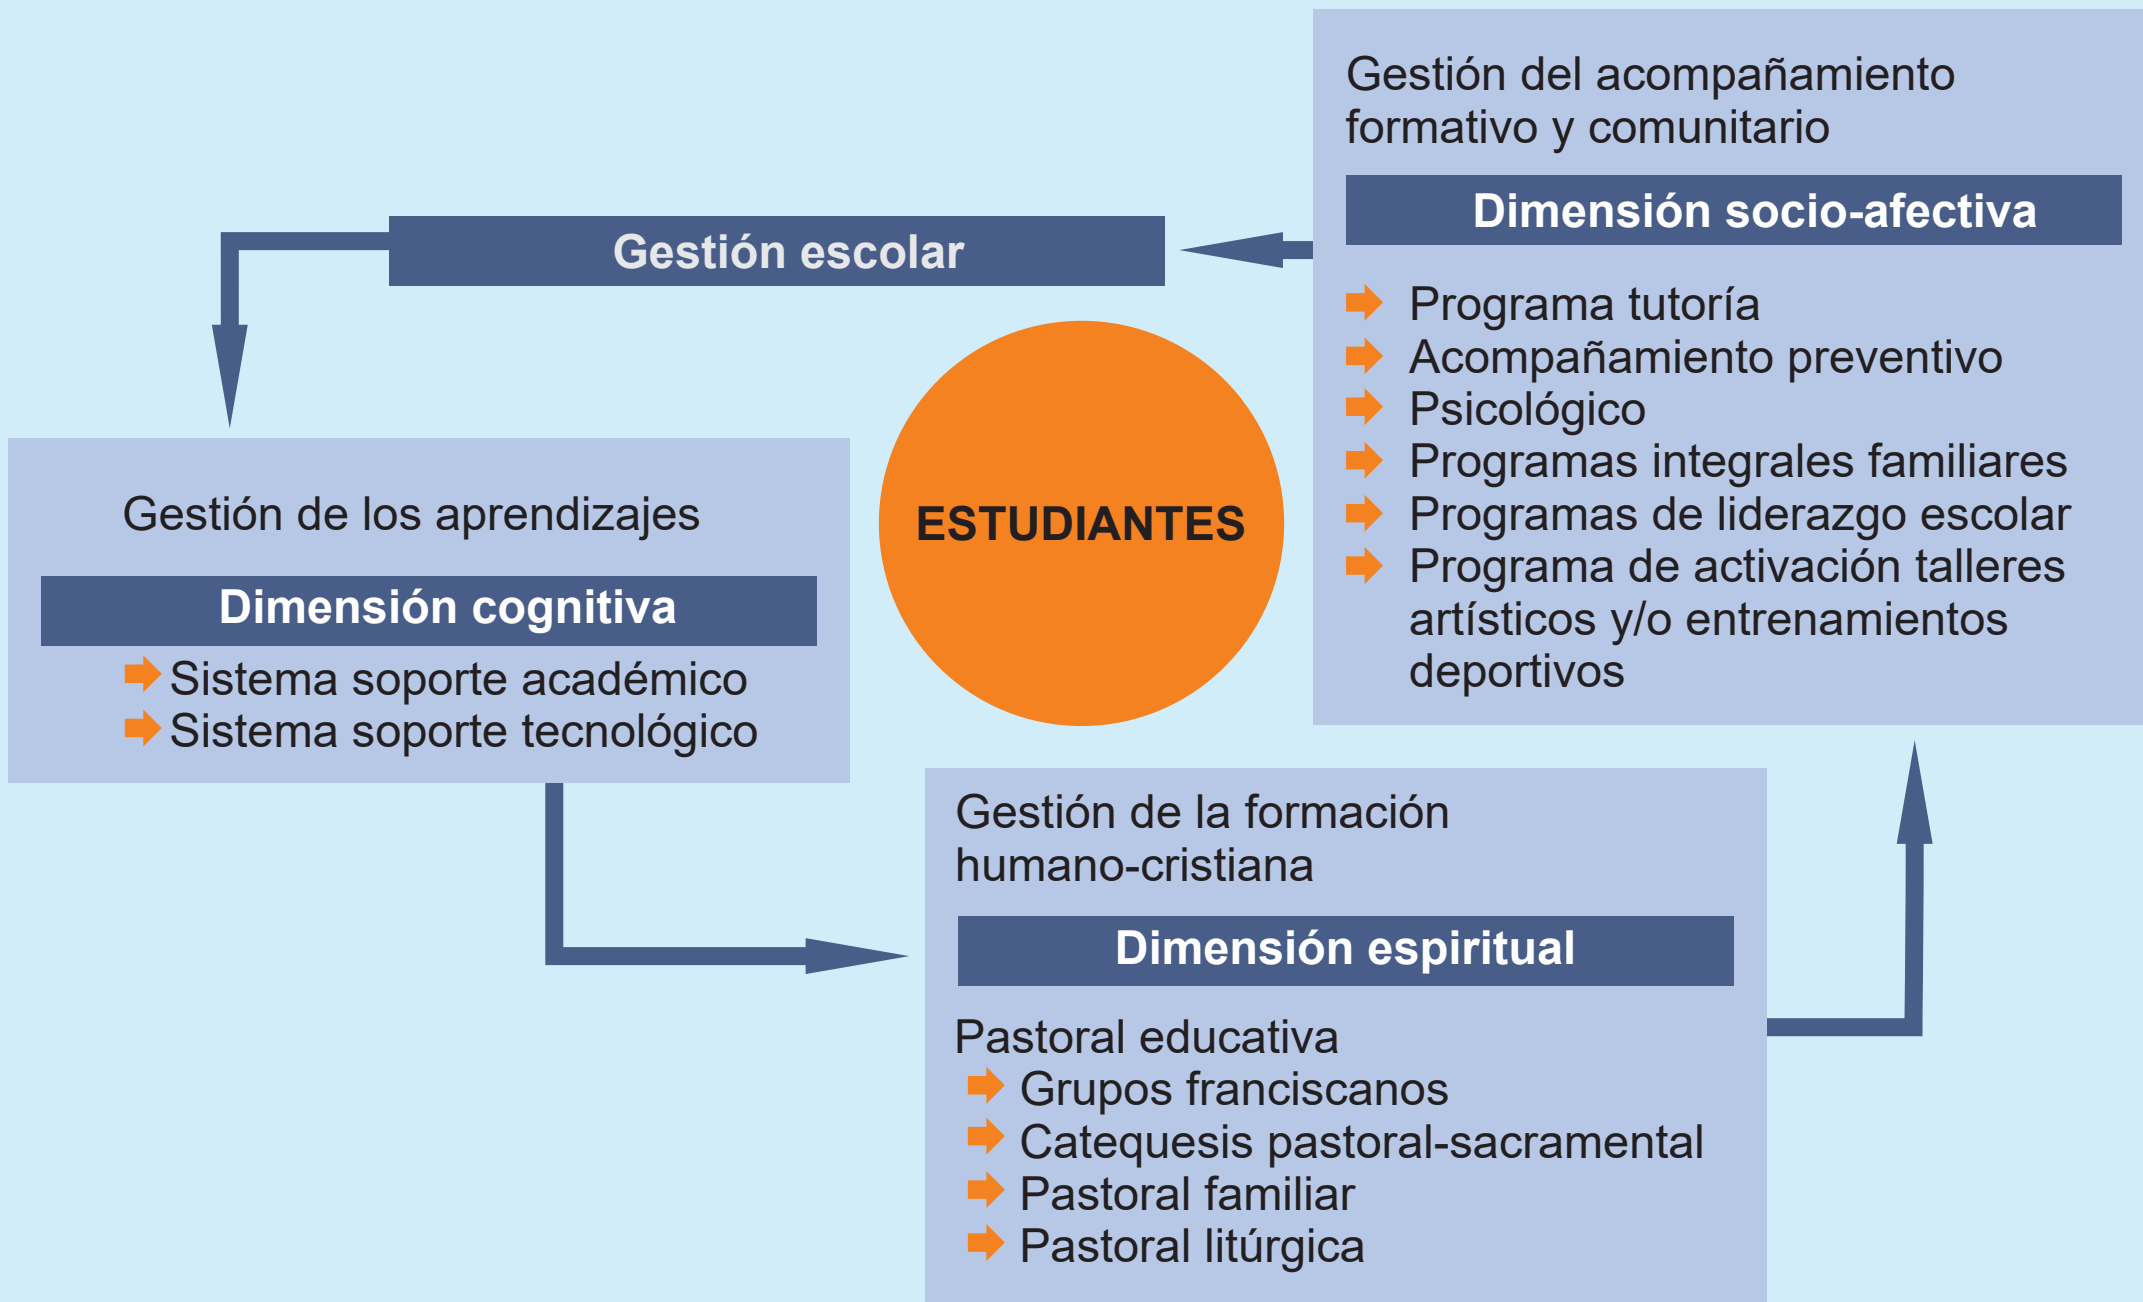 Gestión escolar
Gestión de los aprendizajes
Dimensión cognitiva
Sistema soporte académico
Sistema soporte tecnológico
ESTUDIANTES
Gestión de la formación
humano-cristiana
Dimensión espiritual
Pastoral educativa
Grupos franciscanos
Catequesis pastoral-sacramental
Pastoral familiar
Pastoral litúrgica
Gestión del acompañamiento
formativo y comunitario
Dimensión socio-afectiva
Programa tutoría
Acompañamiento preventivo
Psicológico
Programas integrales familiares
Programas de liderazgo escolar
Programa de activación talleres
artísticos y/o entrenamientos
deportivos